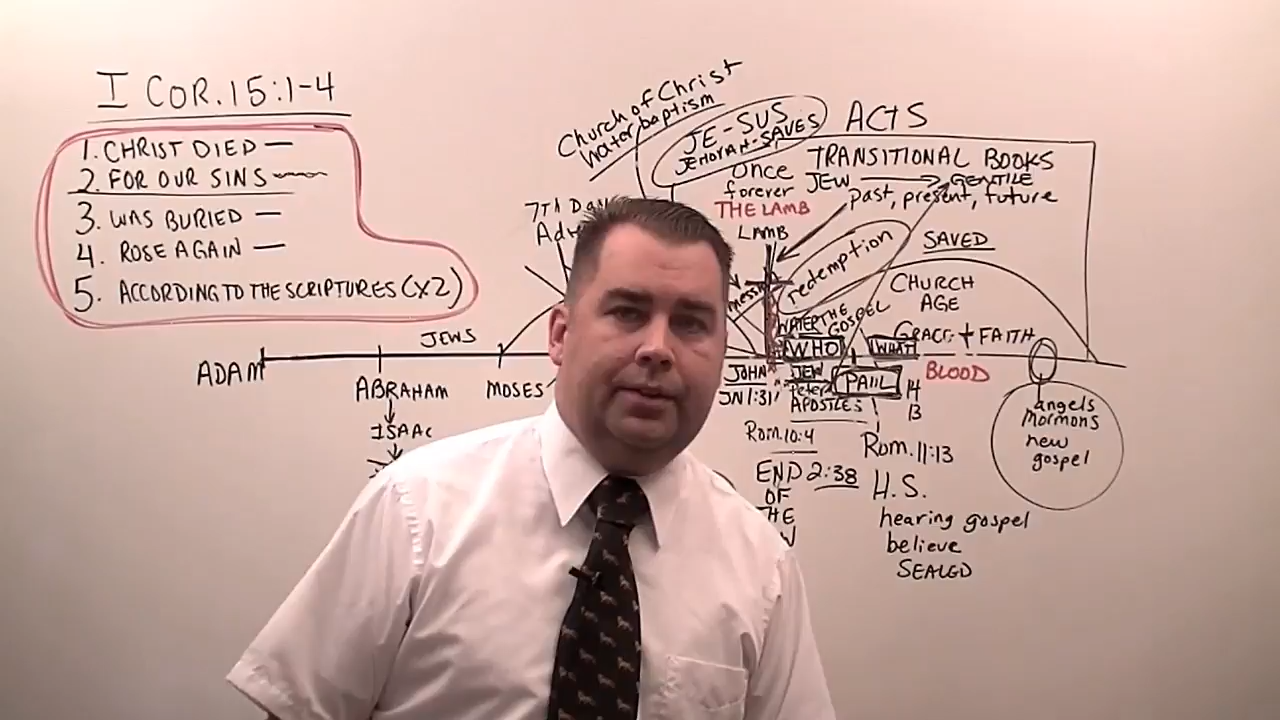 I COR. 15:1-4
1. CHRIST DIED —
2. FOR OUR SINS
3. WAS BURIED —
4. ROSE AGAIN —
5. ACCORDING TO THE SCRIPTURES (X2)
Church of Christ
Water baptism
JE-SUS
JEHOVAH-SAVES
ACTS
TRANSITIONAL BOOKS
JEW → GENTILE
past, present, future
once
forever
THE LAMB
LAMB
7TH Day
redemption
SAVED
CHURCH
AGE
WATER THE
GOSPEL
GRACE + FAITH
JEWS
WHO
WHAT
ADAM
ABRAHAM
ISAAC
MOSES
JOHN
JN 1:31
JEW
Peter
APOSTLES
PAUL
14
13
BLOOD
Rom. 10:4
END 2:38
OF
Rom. 11:13
H.S.
hearing gospel
believe
SEALED
angels
Mormons
new
gospel